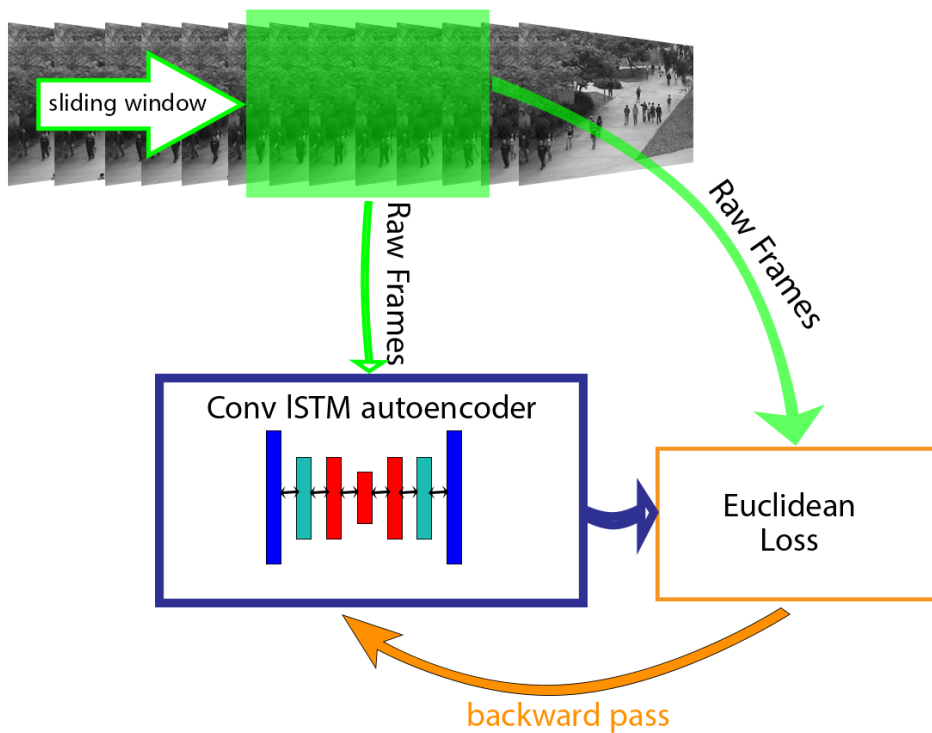 sliding window
Raw Frames
Raw Frames
Conv lSTM autoencoder
Euclidean
Loss
backward pass